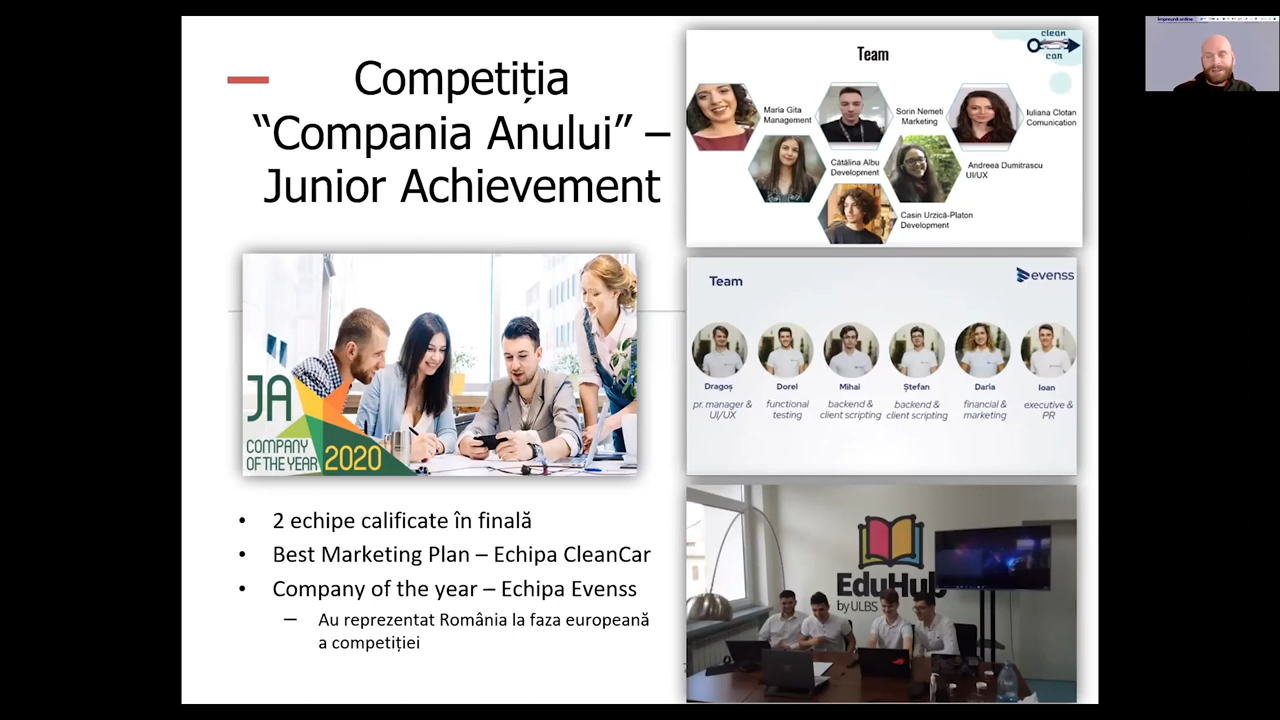 Competiția
“Compania Anului” –
Junior Achievement
JA
COMPANY
OF THE YEAR 2020
• 2 echipe calificate în finală
• Best Marketing Plan – Echipa CleanCar
• Company of the year – Echipa Evenss
– Au reprezentat România la faza europeană
a competiției
clean
car
Team
Maria Gita
Management
Sorin Nemeti
Marketing
Iuliana Clotan
Comunication
Cătălina Albu
Development
Andreea Dumitrascu
UI/UX
Casin Urzică-Platon
Development
Team
evenss
Dragoș
pr. manager &
UI/UX
Dorel
functional
testing
Mihai
backend &
client scripting
Ștefan
backend &
client scripting
Daria
financial &
marketing
Ioan
executive &
PR
EduHub
by ULBS